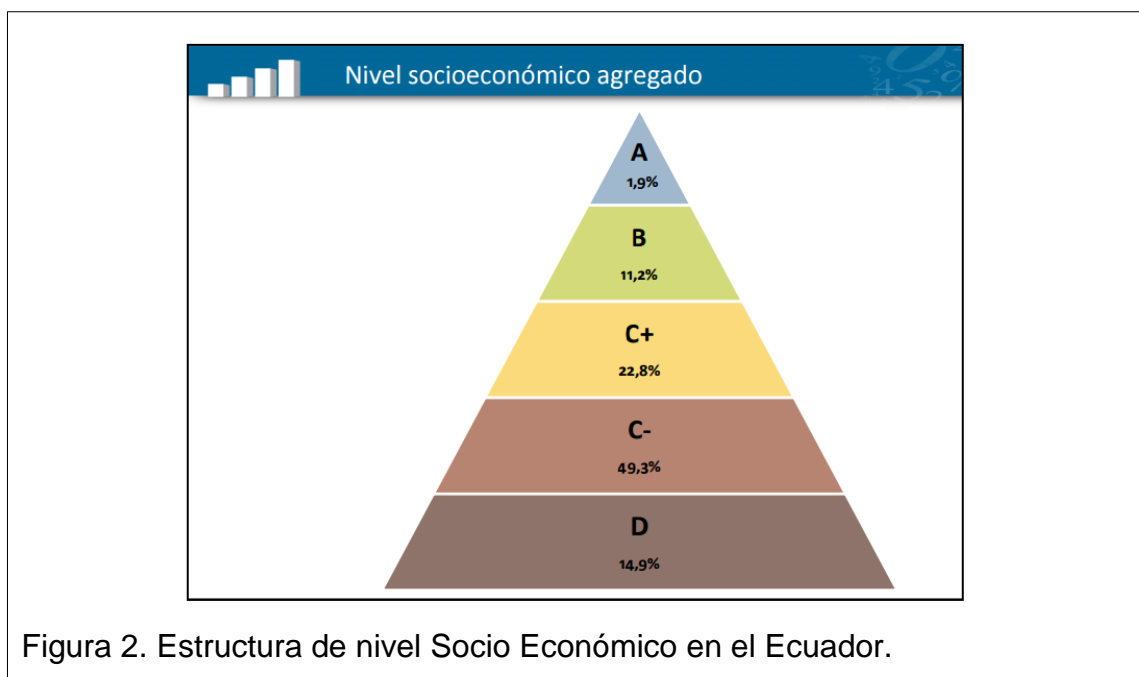 Nivel socioeconómico agregado
A
1,9%
B
11,2%
C+
22,8%
C-
49,3%
D
14,9%
Figura 2. Estructura de nivel Socio Económico en el Ecuador.